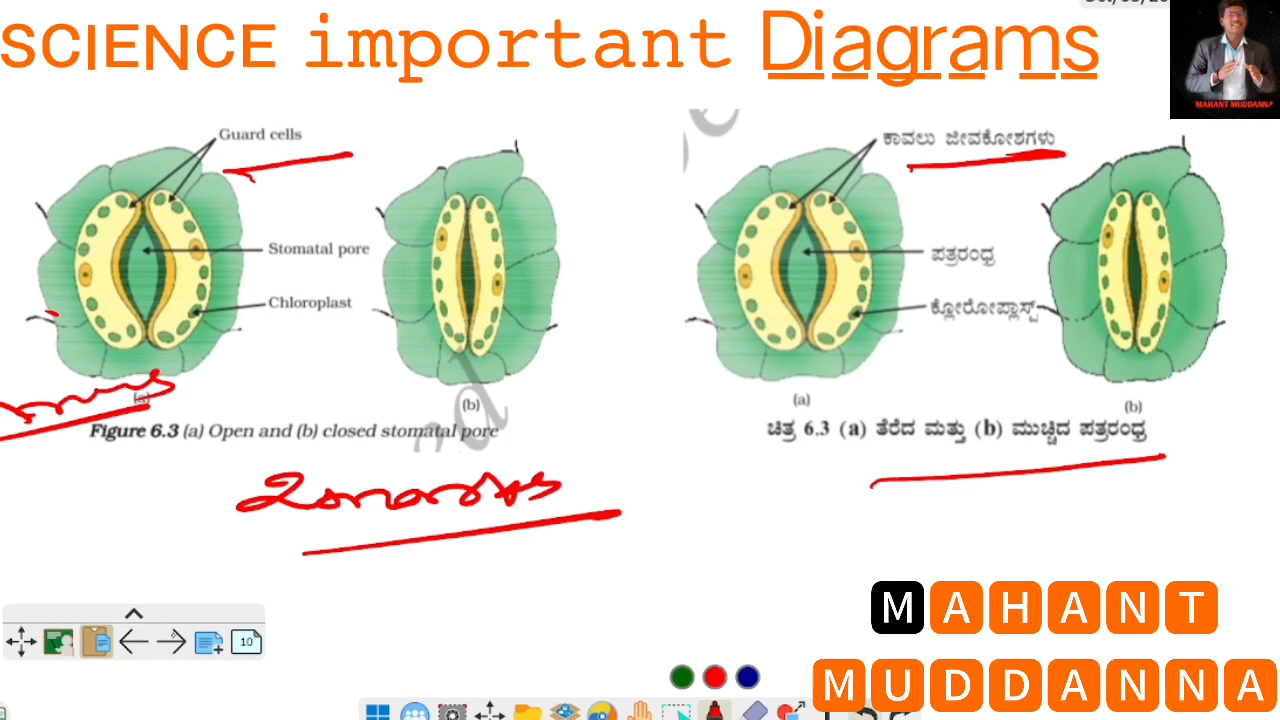 SCIENCE important Diagrams
MAHANT MUDDANNA
Guard cells
Stomatal pore
Chloroplast
(a)
(b)
Figure 6.3 (a) Open and (b) closed stomatal pore
ಕಾವಲು ಜೀವಕೋಶಗಳು
ಪತ್ರರಂಧ್ರ
ಕ್ಲೋರೋಪ್ಲಾಸ್ಟ್
(a)
(b)
ಚಿತ್ರ 6.3 (a) ತೆರೆದ ಮತ್ತು (b) ಮುಚ್ಚಿದ ಪತ್ರರಂಧ್ರ
10
MAHANT
MUDDANNA